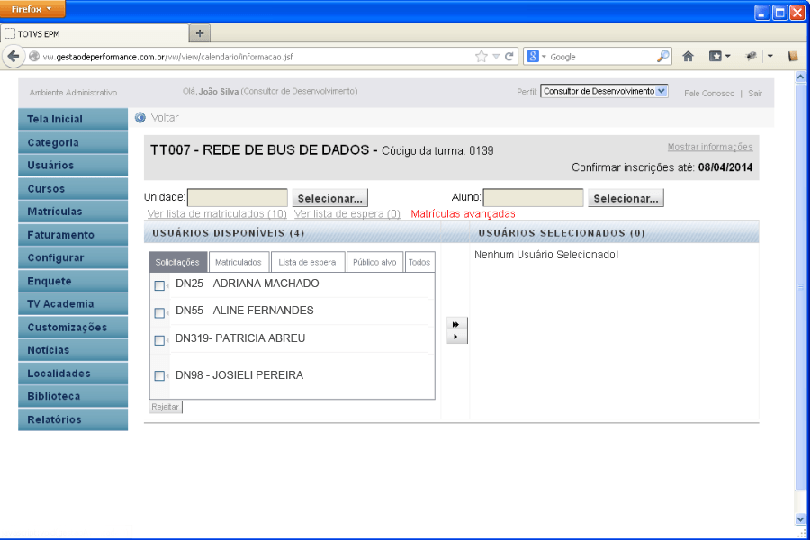 Firefox
TOTVS EPM
vw.gestaodeperformance.com.br/vw/view/calendario/informacao.jsf
Google
Ambiente Administrativo
Olá, João Silva (Consultor de Desenvolvimento)
Perfil Consultor de Desenvolvimento
Fale Conosco | Sair
Tela Inicial
Categoria
Usuários
Cursos
Matrículas
Faturamento
Configurar
Enquete
TV Academia
Customizações
Notícias
Localidades
Biblioteca
Relatórios
Voltar
TT007 - REDE DE BUS DE DADOS - Código da turma: 0139
Mostrar informações
Confirmar inscrições até: 08/04/2014
Unidade: Selecionar... Aluno: Selecionar...
Ver lista de matriculados (10) Ver lista de espera (0) Matrículas avançadas
USUÁRIOS DISPONÍVEIS (4)
Solicitações Matriculados Lista de espera Público alvo Todos
DN25 - ADRIANA MACHADO
DN55 - ALINE FERNANDES
DN319- PATRICIA ABREU
DN98 - JOSIELI PEREIRA
Rejeitar
USUÁRIOS SELECIONADOS (0)
Nenhum Usuário Selecionado!